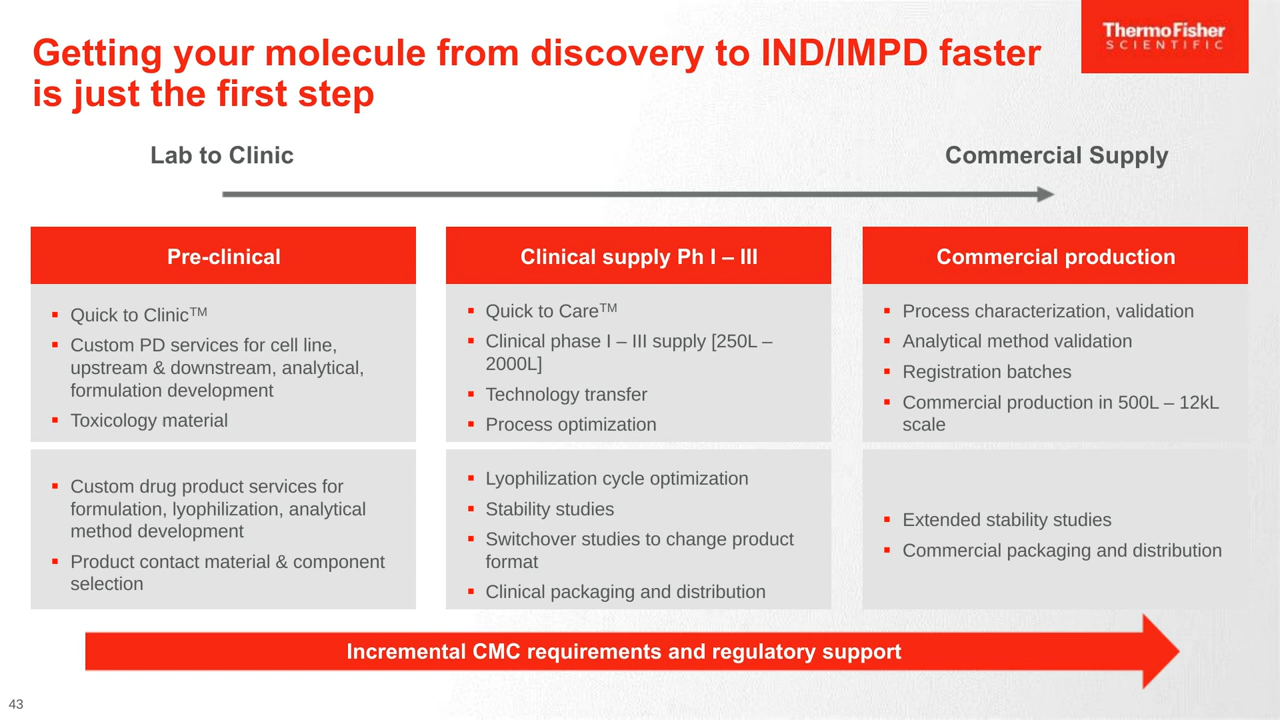 Getting your molecule from discovery to IND/IMPD faster
is just the first step
ThermoFisher
SCIENTIFIC
Lab to Clinic
Commercial Supply
Pre-clinical
▪ Quick to Clinic™
▪ Custom PD services for cell line,
upstream & downstream, analytical,
formulation development
▪ Toxicology material
▪ Custom drug product services for
formulation, lyophilization, analytical
method development
▪ Product contact material & component
selection
Clinical supply Ph I – III
▪ Quick to Care™
▪ Clinical phase I – III supply [250L –
2000L]
▪ Technology transfer
▪ Process optimization
▪ Lyophilization cycle optimization
▪ Stability studies
▪ Switchover studies to change product
format
▪ Clinical packaging and distribution
Commercial production
▪ Process characterization, validation
▪ Analytical method validation
▪ Registration batches
▪ Commercial production in 500L – 12kL
scale
▪ Extended stability studies
▪ Commercial packaging and distribution
Incremental CMC requirements and regulatory support
43